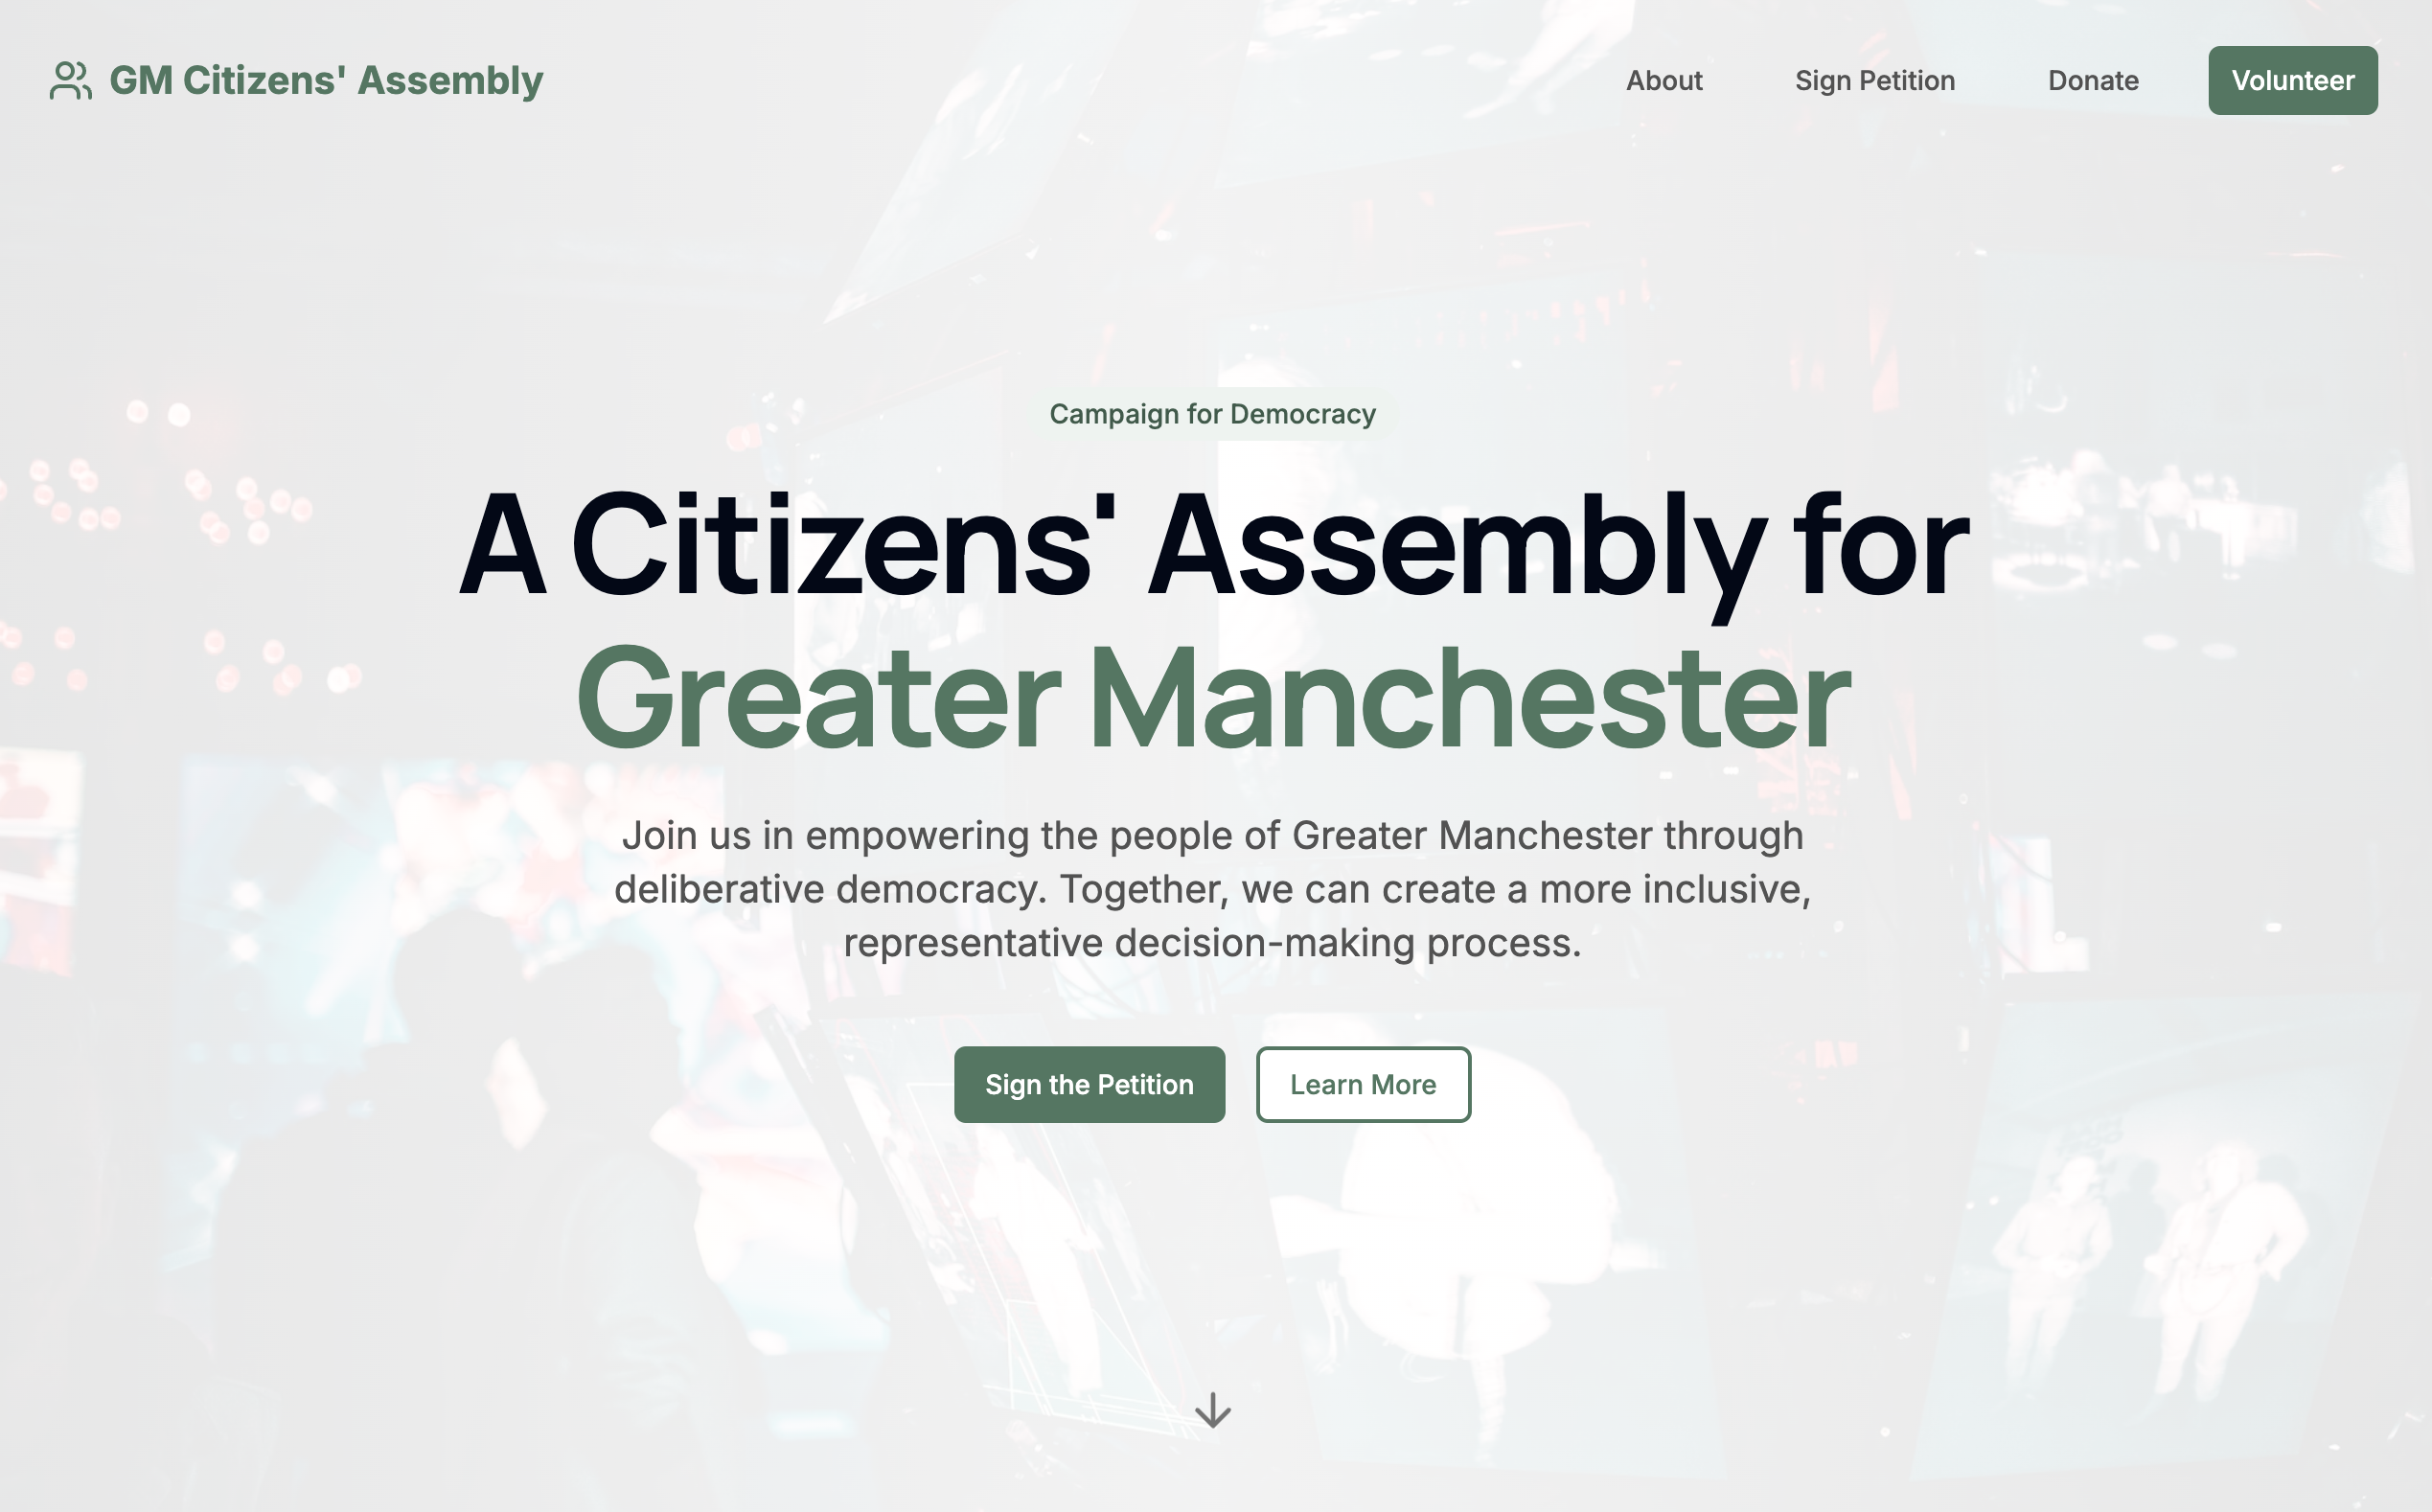 GM Citizens' Assembly
About
Sign Petition
Donate
Volunteer
Campaign for Democracy
A Citizens' Assembly for
Greater Manchester
Join us in empowering the people of Greater Manchester through
deliberative democracy. Together, we can create a more inclusive,
representative decision-making process.
Sign the Petition
Learn More